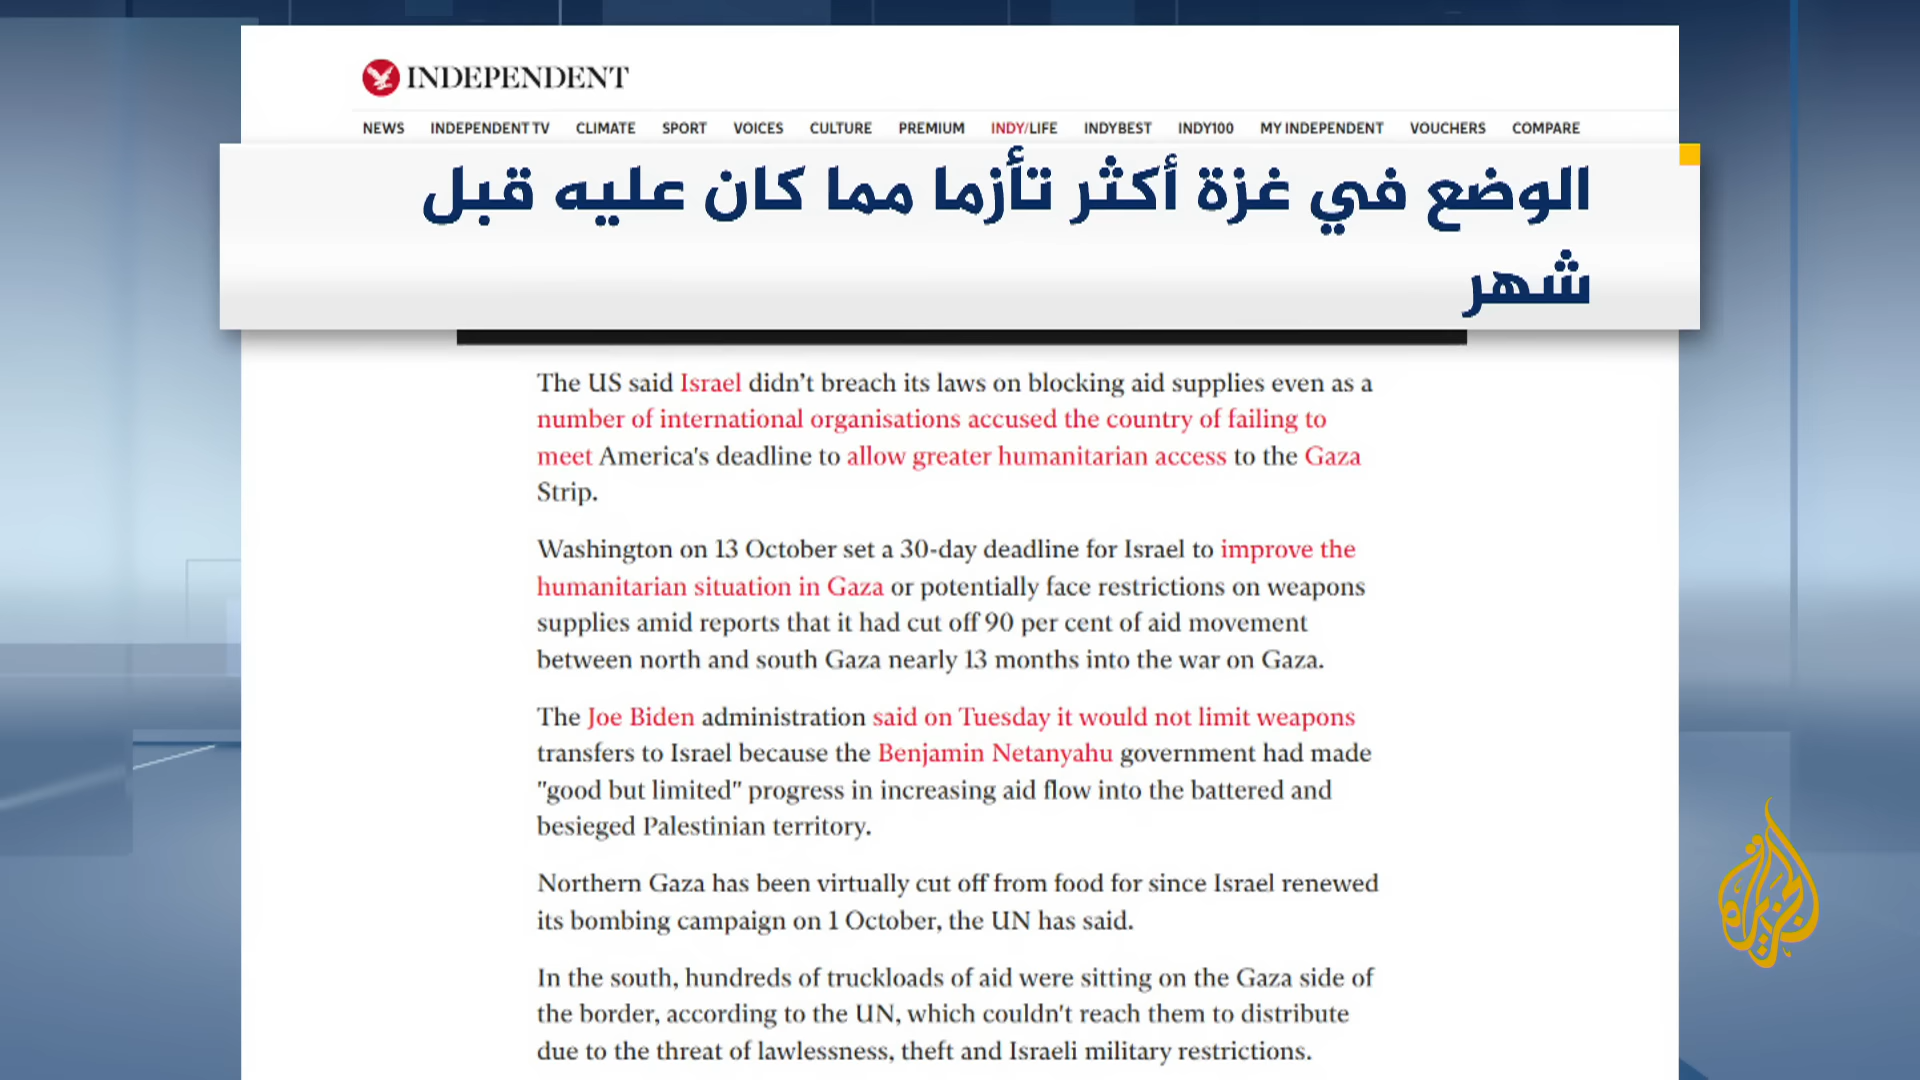 INDEPENDENT
NEWS INDEPENDENT TV CLIMATE SPORT VOICES CULTURE PREMIUM INDY/LIFE INDYBEST INDY100 MY INDEPENDENT VOUCHERS COMPARE
الوضع في غزة أكثر تأزما مما كان عليه قبل
شهر
The US said Israel didn’t breach its laws on blocking aid supplies even as a
number of international organisations accused the country of failing to
meet America's deadline to allow greater humanitarian access to the Gaza
Strip.
Washington on 13 October set a 30-day deadline for Israel to improve the
humanitarian situation in Gaza or potentially face restrictions on weapons
supplies amid reports that it had cut off 90 per cent of aid movement
between north and south Gaza nearly 13 months into the war on Gaza.
The Joe Biden administration said on Tuesday it would not limit weapons
transfers to Israel because the Benjamin Netanyahu government had made
"good but limited" progress in increasing aid flow into the battered and
besieged Palestinian territory.
Northern Gaza has been virtually cut off from food for since Israel renewed
its bombing campaign on 1 October, the UN has said.
In the south, hundreds of truckloads of aid were sitting on the Gaza side of
the border, according to the UN, which couldn't reach them to distribute
due to the threat of lawlessness, theft and Israeli military restrictions.
الجزيرة